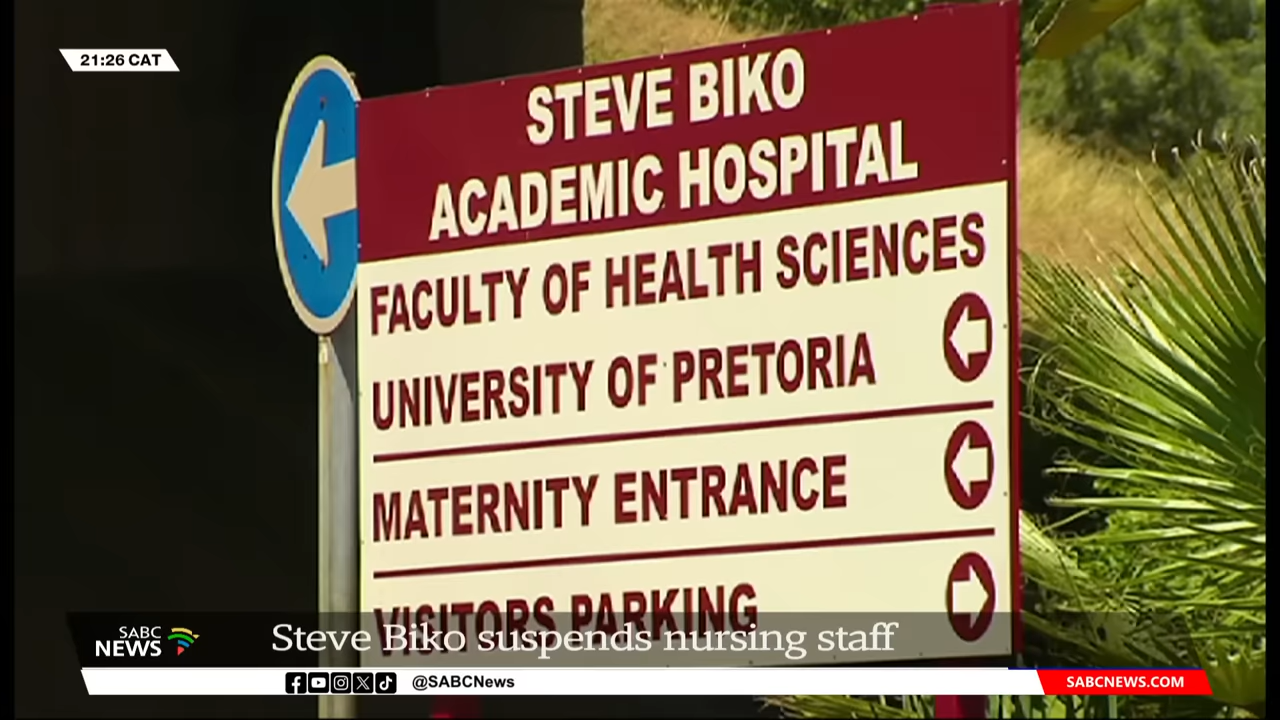 21:26 CAT
STEVE BIKO
ACADEMIC HOSPITAL
FACULTY OF HEALTH SCIENCES
UNIVERSITY OF PRETORIA
MATERNITY ENTRANCE
VISITORS PARKING
SABC
NEWS
Steve Biko suspends nursing staff
@SABCNews
SABCNEWS.COM